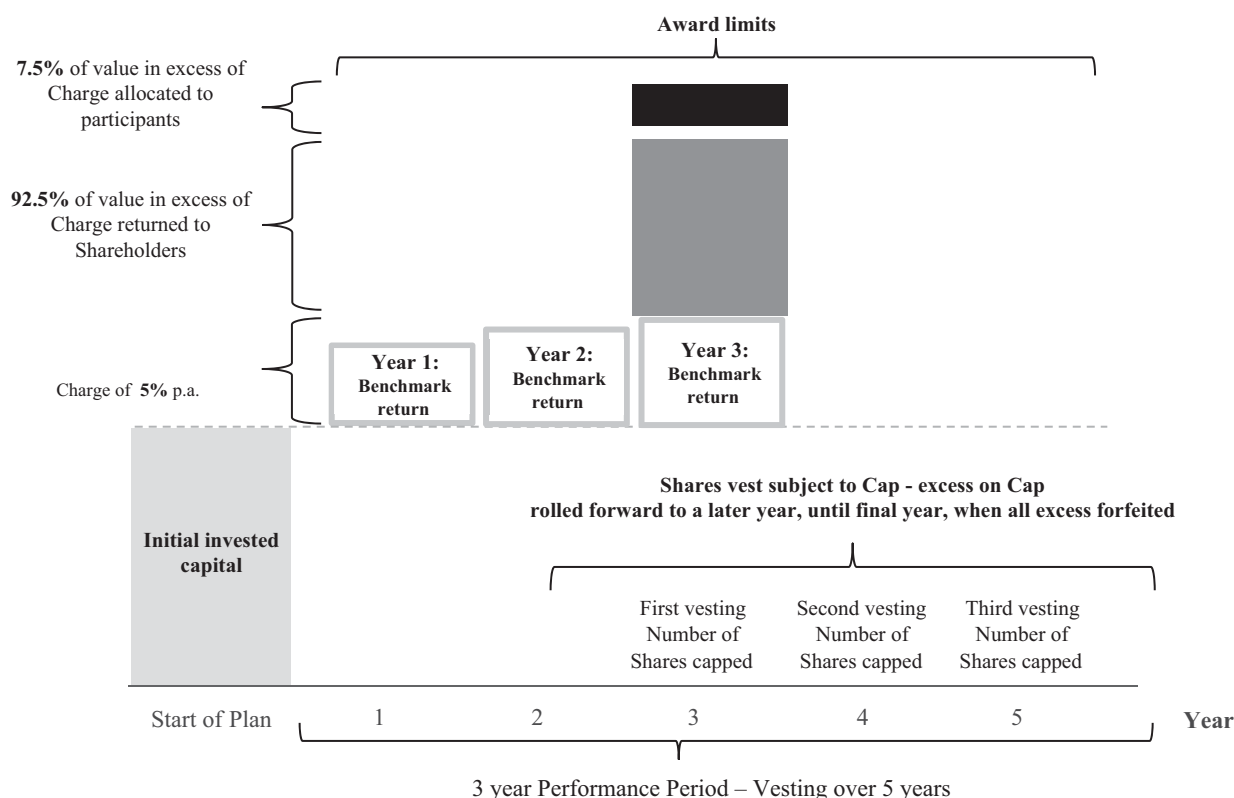 Award limits
7.5% of value in excess of
Charge allocated to
participants
92.5% of value in excess of
Charge returned to
Shareholders
Charge of 5% p.a.
Year 1:
Benchmark
return
Year 2:
Benchmark
return
Year 3:
Benchmark
return
Initial invested
capital
Shares vest subject to Cap - excess on Cap
rolled forward to a later year, until final year, when all excess forfeited
First vesting
Number of
Shares capped
Second vesting
Number of
Shares capped
Third vesting
Number of
Shares capped
Start of Plan 1 2 3 4 5 Year
3 year Performance Period – Vesting over 5 years